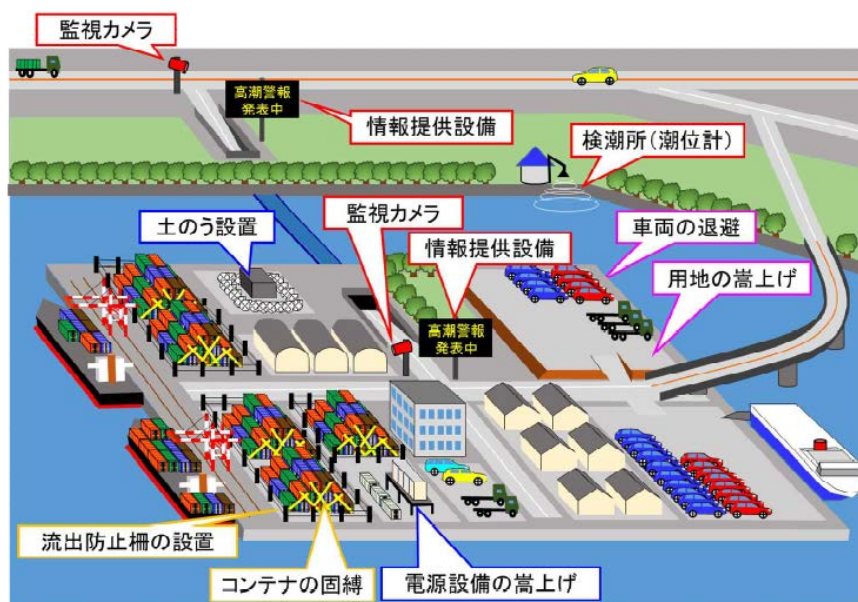 監視カメラ
高潮警報
発表中
情報提供設備
検潮所(潮位計)
監視カメラ
土のう設置
情報提供設備
車両の退避
用地の嵩上げ
高潮警報
発表中
流出防止柵の設置
コンテナの固縛
電源設備の嵩上げ